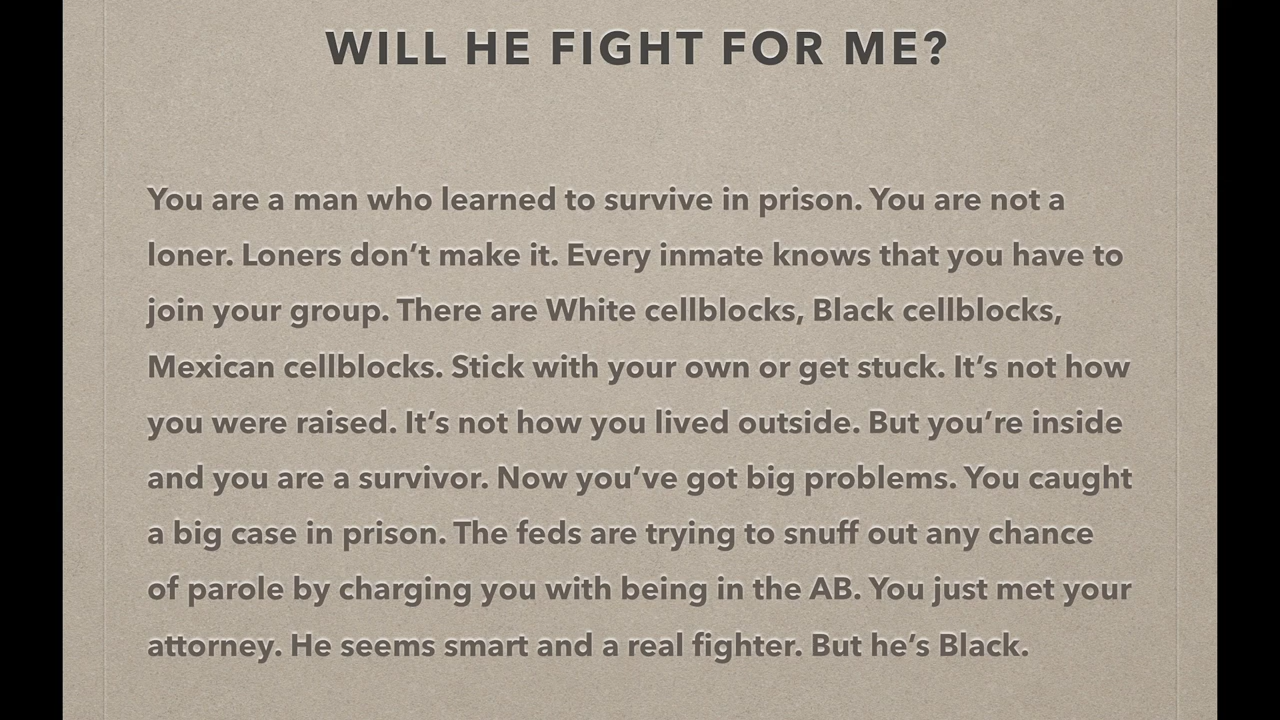 WILL HE FIGHT FOR ME?
You are a man who learned to survive in prison. You are not a
loner. Loners don’t make it. Every inmate knows that you have to
join your group. There are White cellblocks, Black cellblocks,
Mexican cellblocks. Stick with your own or get stuck. It’s not how
you were raised. It’s not how you lived outside. But you’re inside
and you are a survivor. Now you’ve got big problems. You caught
a big case in prison. The feds are trying to snuff out any chance
of parole by charging you with being in the AB. You just met your
attorney. He seems smart and a real fighter. But he’s Black.